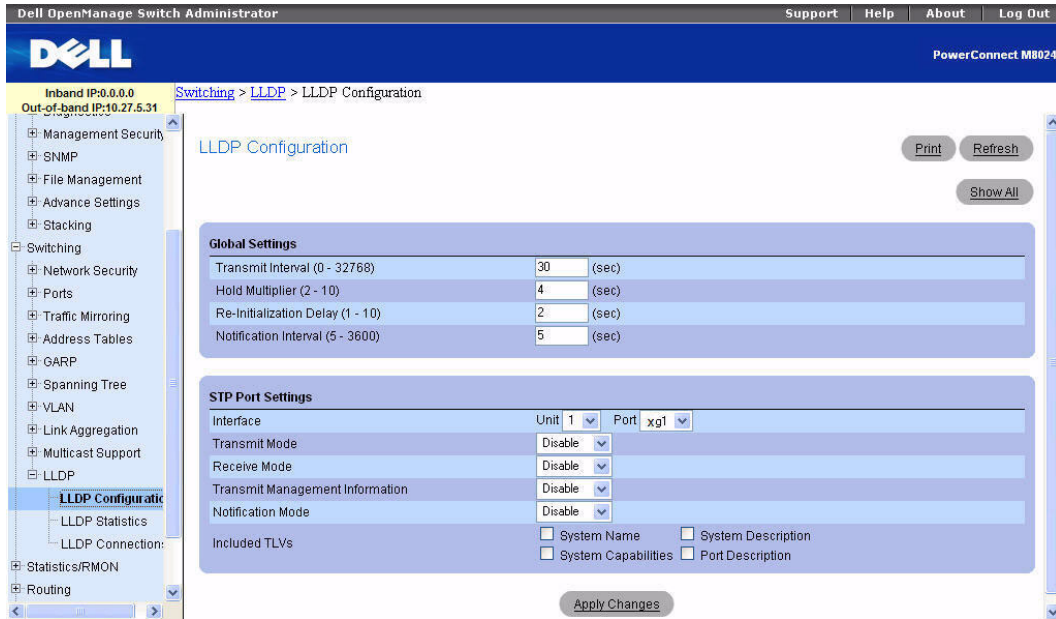 Dell OpenManage Switch Administrator
Support Help About Log Out
DELL
PowerConnect M8024
Inband IP:0.0.0.0
Out-of-band IP:10.27.5.31
Switching > LLDP > LLDP Configuration
Diagnostics
Management Security
SNMP
File Management
Advance Settings
Stacking
Switching
Network Security
Ports
Traffic Mirroring
Address Tables
GARP
Spanning Tree
VLAN
Link Aggregation
Multicast Support
LLDP
LLDP Configuratio
LLDP Statistics
LLDP Connection
Statistics/RMON
Routing
LLDP Configuration
Print Refresh
Show All
Global Settings
Transmit Interval (0 - 32768) 30 (sec)
Hold Multiplier (2 - 10) 4 (sec)
Re-Initialization Delay (1 - 10) 2 (sec)
Notification Interval (5 - 3600) 5 (sec)
STP Port Settings
Interface Unit 1 Port xg1
Transmit Mode Disable
Receive Mode Disable
Transmit Management Information Disable
Notification Mode Disable
Included TLVs
System Name System Description
System Capabilities Port Description
Apply Changes